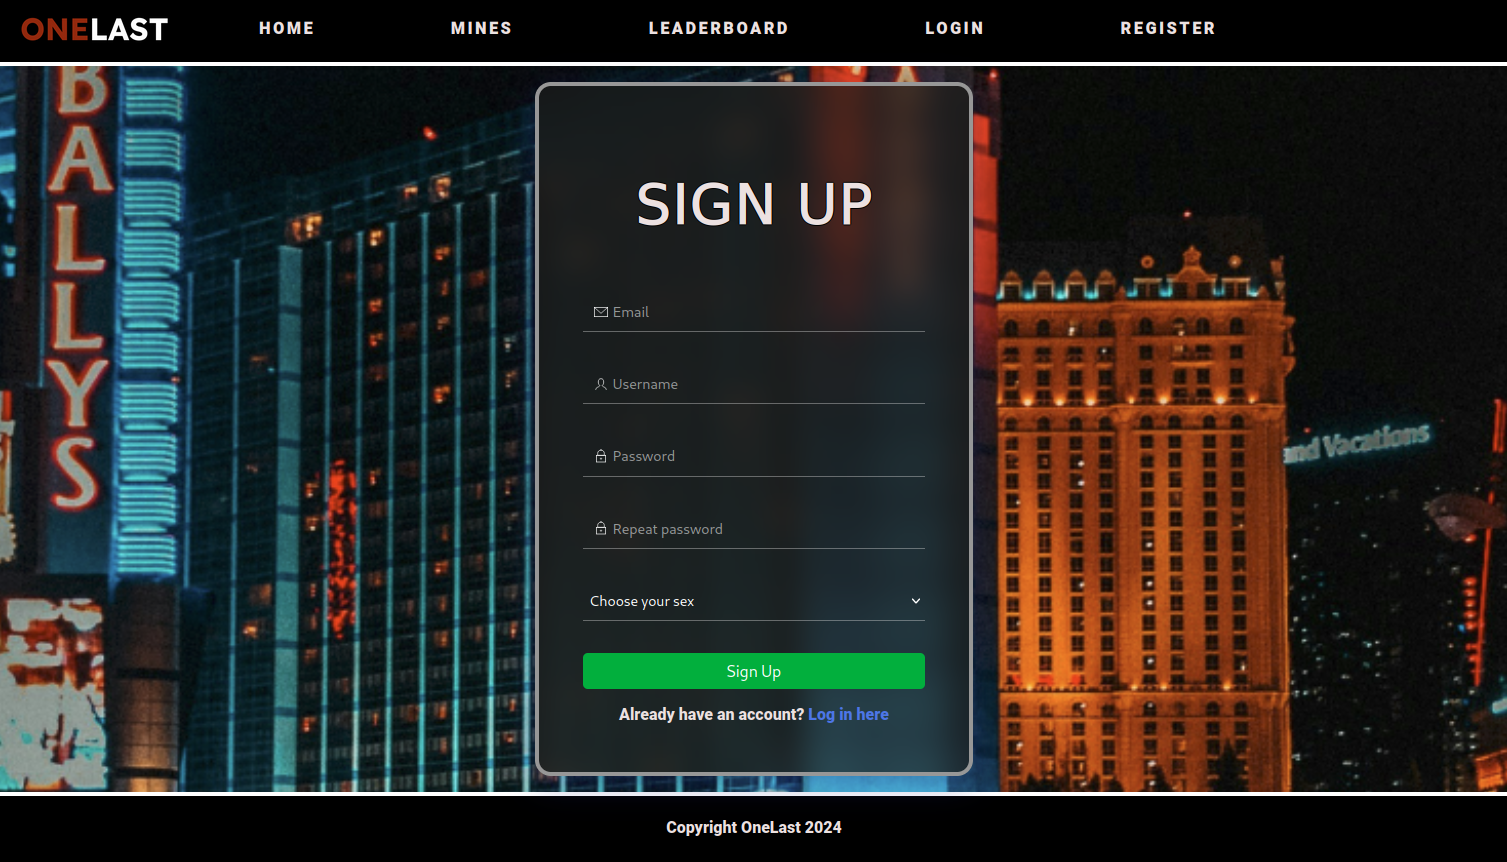 ONELAST
HOME
MINES
LEADERBOARD
LOGIN
REGISTER
BALLYS
SIGN UP
Email
Username
Password
Repeat password
Choose your sex
Sign Up
Already have an account? Log in here
Vacations
Copyright OneLast 2024